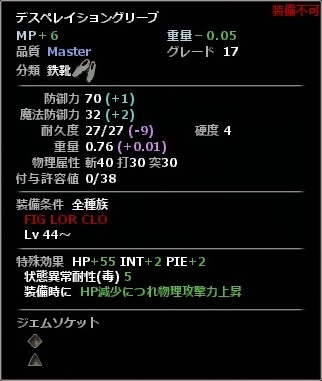 デスペレイショングリーブ 装備不可
MP+6 重量-0.05
品質 Master グレード 17
分類 鉄靴
防御力 70 (+1)
魔法防御力 32 (+2)
耐久度 27/27 (-9) 硬度 4
重量 0.76 (+0.01)
物理属性 斬40 打30 突30
付与許容値 0/38
装備条件 全種族
FIG LOR CLO
Lv 44～
特殊効果 HP+55 INT+2 PIE+2
状態異常耐性(毒) 5
装備時に HP減少につれ物理攻撃力上昇
ジェムソケット